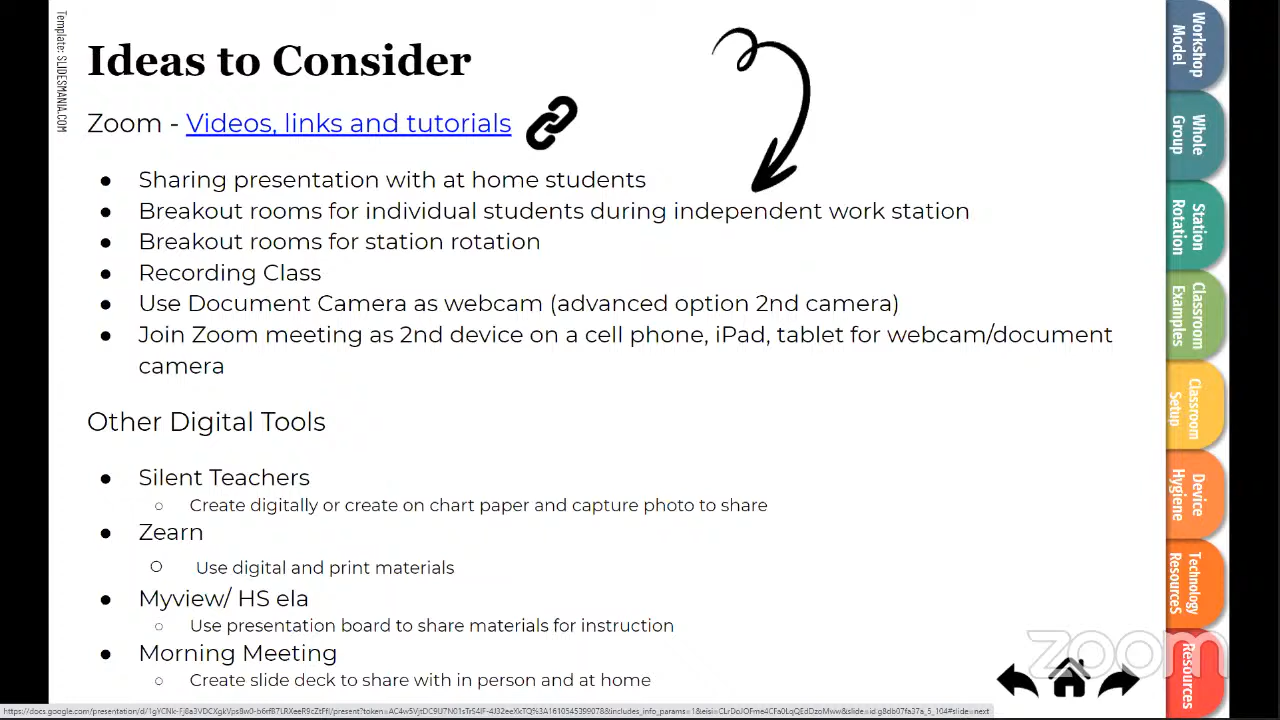 Template: SLIDESMANIA.COM
Ideas to Consider
Zoom - Videos, links and tutorials
● Sharing presentation with at home students
● Breakout rooms for individual students during independent work station
● Breakout rooms for station rotation
● Recording Class
● Use Document Camera as webcam (advanced option 2nd camera)
● Join Zoom meeting as 2nd device on a cell phone, iPad, tablet for webcam/document
camera
Other Digital Tools
● Silent Teachers
○ Create digitally or create on chart paper and capture photo to share
● Zearn
○ Use digital and print materials
● Myview/ HS ela
○ Use presentation board to share materials for instruction
● Morning Meeting
○ Create slide deck to share with in person and at home
Workshop
Model
Whole
Group
Station
Rotation
Classroom
Examples
Classroom
Setup
Device
Hygiene
Technology
ResourceS
Resources
zoom